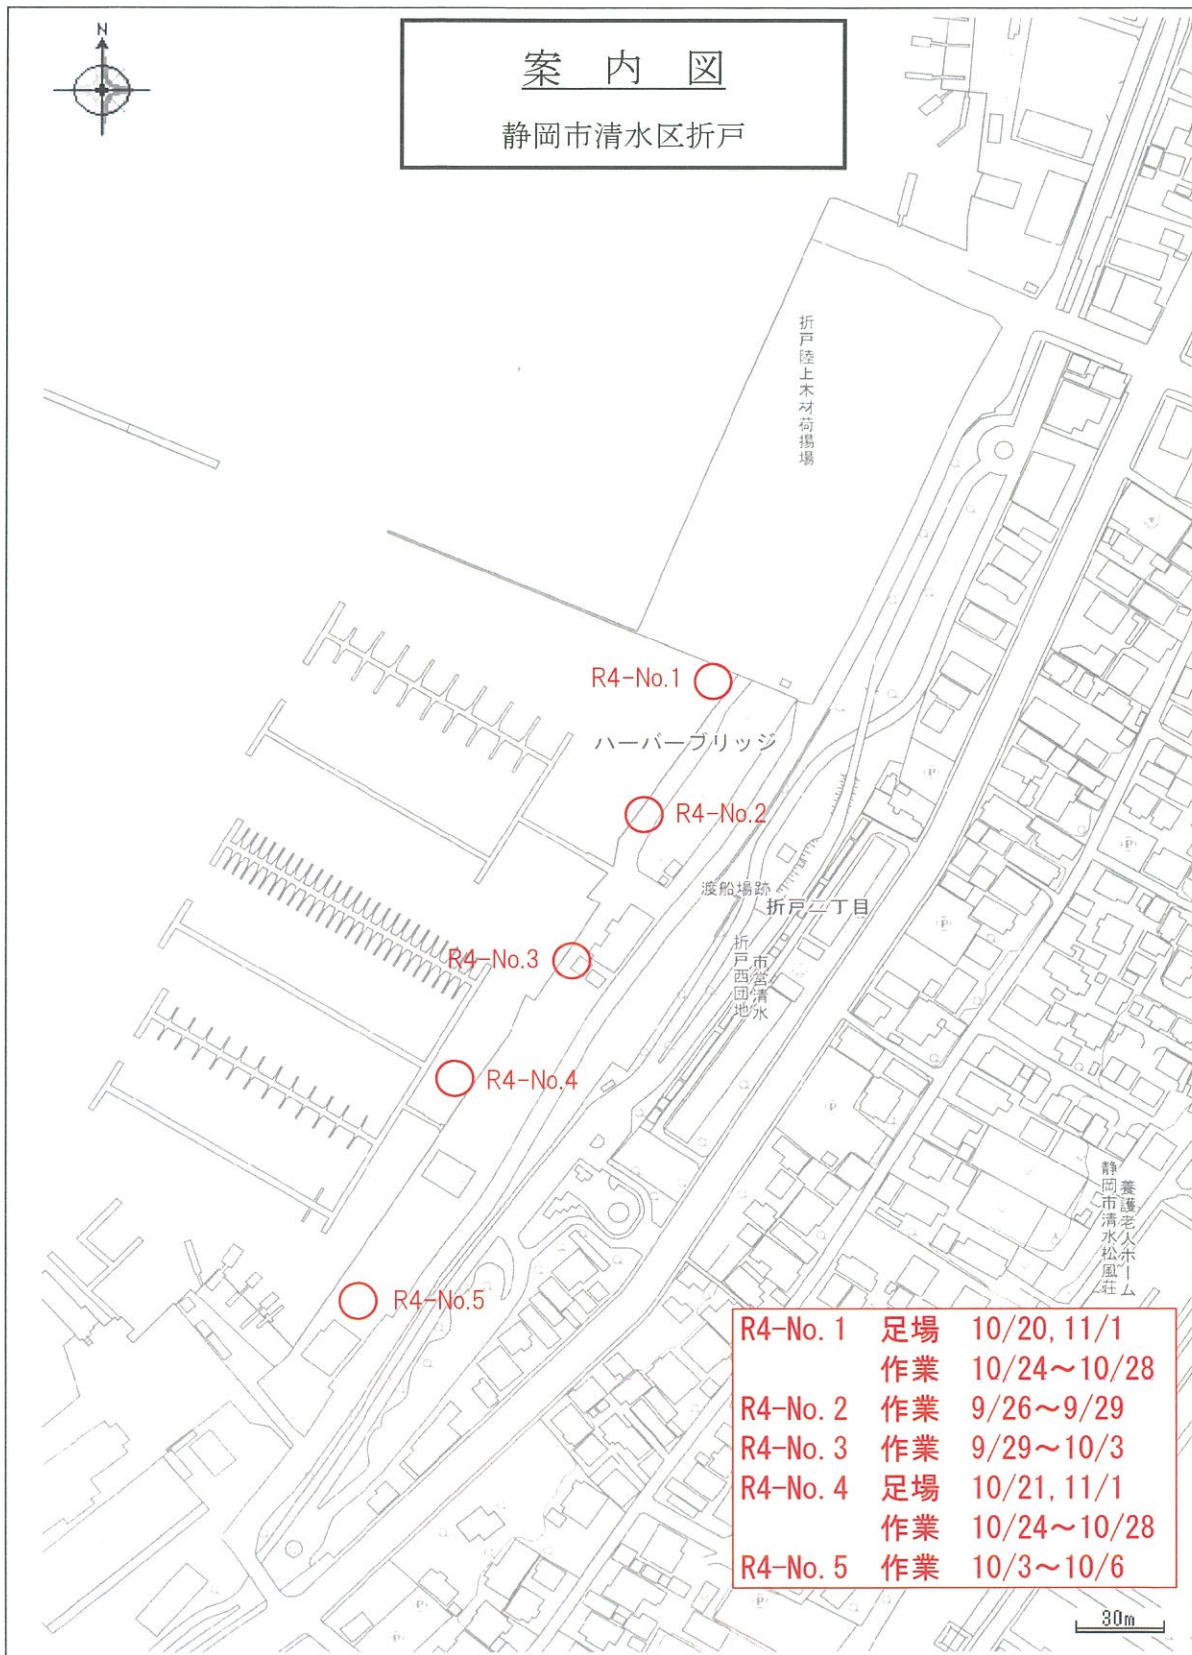 N
案 内 図
静岡市清水区折戸
折戸陸上木材荷揚場
R4-No.1
ハーバーブリッジ
R4-No.2
渡船場跡
折戸二丁目
R4-No.3
市営清水
折戸西団地
R4-No.4
養護老人ホーム
静岡市清水松風荘
R4-No.5
R4-No.1 足場 10/20,11/1
作業 10/24～10/28
R4-No.2 作業 9/26～9/29
R4-No.3 作業 9/29～10/3
R4-No.4 足場 10/21,11/1
作業 10/24～10/28
R4-No.5 作業 10/3～10/6
30m
P
P
P
P
P
P
P